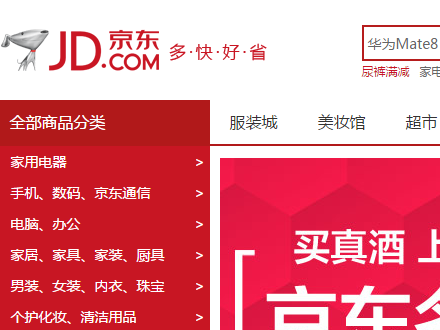 JD.COM 京东
多·快·好·省
华为Mate8
尿裤满减 家电
全部商品分类 服装城 美妆馆 超市
家用电器 >
手机、数码、京东通信 >
电脑、办公 >
家居、家具、家装、厨具 >
男装、女装、内衣、珠宝 >
个护化妆、清洁用品 >
买真酒 上
京东